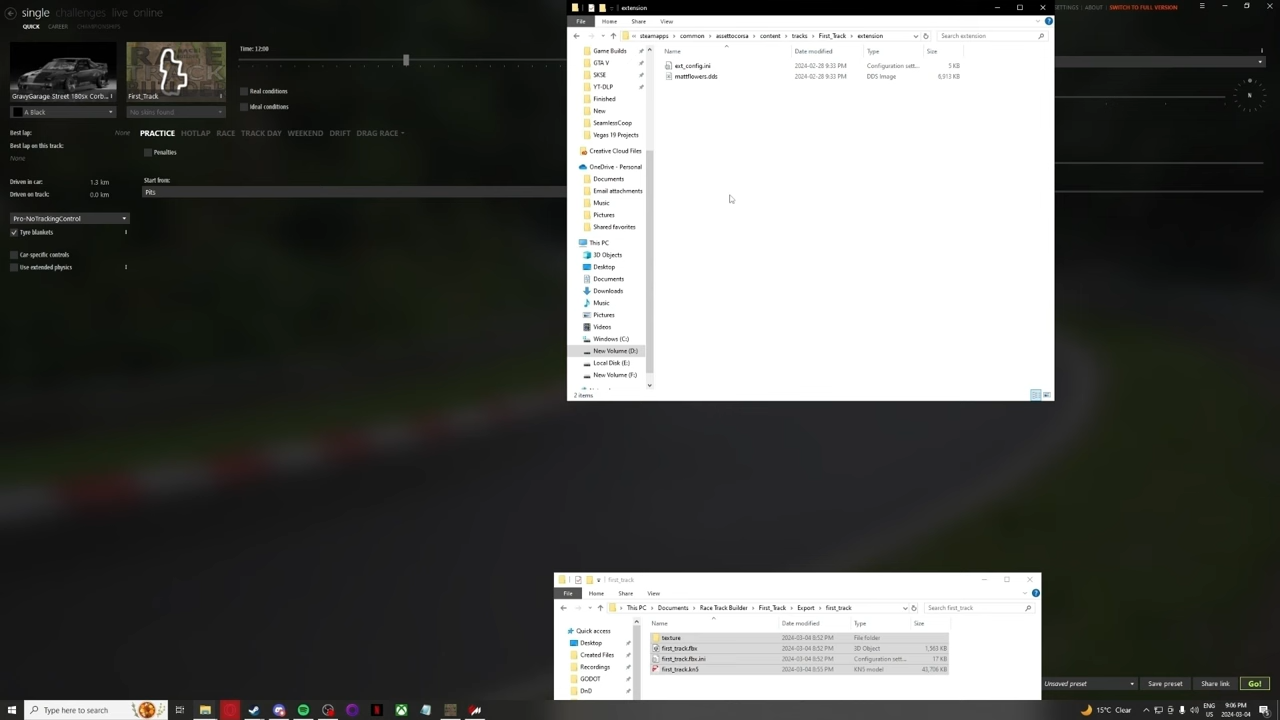 single challenges live online
QUICK CAREER CHAMPIONSHIPS
GravyGarage Street 180sx Corb...
A Black
First_Track
No skins found
Time: 12:00
Real conditions
Ideal conditions
Best lap: None
Best lap on this track:
None
Driven in car: 1.3 km
Driven on track: 0.0 km
Pro-NoTrackingControl
Tyre blankets
Car-specific controls
Use extended physics
PRACTICE HOTLAP RACE TRACK DAY WEEKEND DRIFT DRAG RACE
Penalties
Start from:
Pits
SETTINGS | ABOUT | SWITCH TO FULL VERSION
N
extension
File Home Share View
steamapps common assettocorsa content tracks First_Track extension
Search extension
Name Date modified Type Size
ext_config.ini 2024-02-28 9:33 PM Configuration sett... 5 KB
mattflowers.dds 2024-02-28 9:33 PM DDS Image 6,913 KB
Game Builds
GTA V
SKSE
YT-DLP
Finished
New
SeamlessCoop
Vegas 19 Projects
Creative Cloud Files
OneDrive - Personal
Documents
Email attachments
Music
Pictures
Shared favorites
This PC
3D Objects
Desktop
Documents
Downloads
Music
Pictures
Videos
Windows (C:)
New Volume (D:)
Local Disk (E:)
New Volume (F:)
2 items
first_track
File Home Share View
This PC Documents Race Track Builder First_Track Export first_track
Search first_track
Name Date modified Type Size
texture 2024-03-04 8:52 PM File folder
first_track.fbx 2024-03-04 8:52 PM 3D Object 1,563 KB
first_track.fbx.ini 2024-03-04 8:52 PM Configuration sett... 17 KB
first_track.kn5 2024-03-04 8:55 PM KN5 model 43,706 KB
Quick access
Desktop
Created Files
Recordings
GODOT
DnD
Unsaved preset
Save preset
Share link
Go!
Type here to search
15°C Clear
ENG
US
9:06 PM
2024-03-04